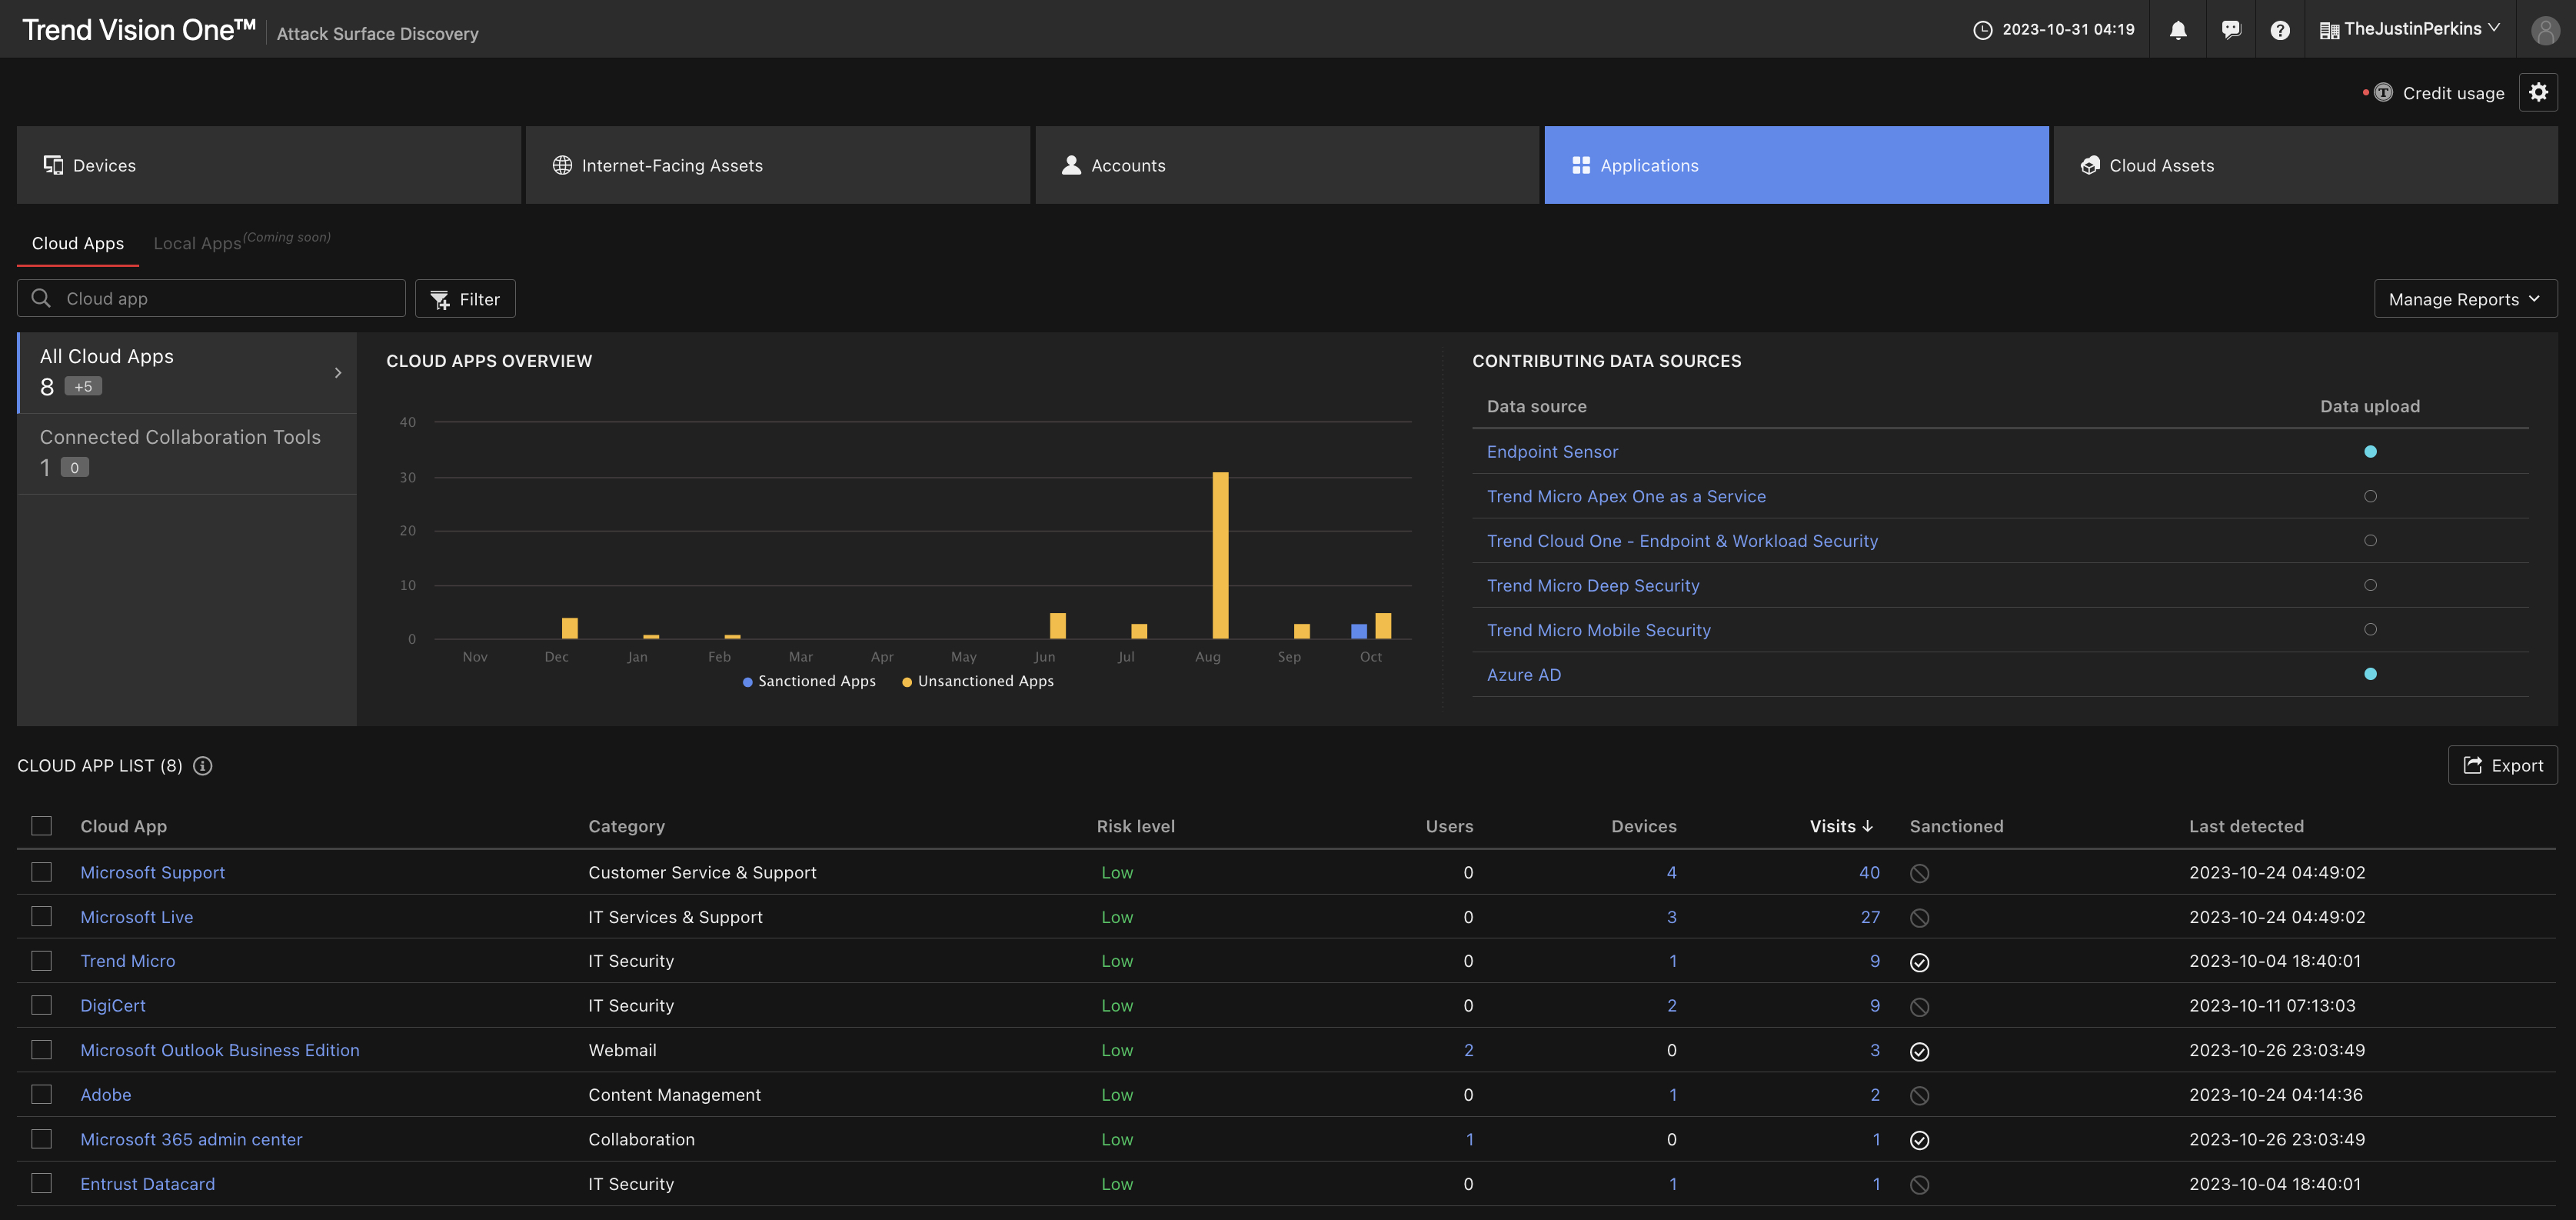 Trend Vision One™ Attack Surface Discovery 2023-10-31 04:19 TheJustinPerkins
Credit usage
Devices Internet-Facing Assets Accounts Applications Cloud Assets
Cloud Apps Local Apps (Coming soon)
Cloud app Filter Manage Reports
All Cloud Apps
8 +5
Connected Collaboration Tools
1 0
CLOUD APPS OVERVIEW
40
30
20
10
0
Nov Dec Jan Feb Mar Apr May Jun Jul Aug Sep Oct
Sanctioned Apps Unsanctioned Apps
CONTRIBUTING DATA SOURCES
Data source Data upload
Endpoint Sensor
Trend Micro Apex One as a Service
Trend Cloud One - Endpoint & Workload Security
Trend Micro Deep Security
Trend Micro Mobile Security
Azure AD
CLOUD APP LIST (8) Export
Cloud App Category Risk level Users Devices Visits Sanctioned Last detected
Microsoft Support Customer Service & Support Low 0 4 40 2023-10-24 04:49:02
Microsoft Live IT Services & Support Low 0 3 27 2023-10-24 04:49:02
Trend Micro IT Security Low 0 1 9 2023-10-04 18:40:01
DigiCert IT Security Low 0 2 9 2023-10-11 07:13:03
Microsoft Outlook Business Edition Webmail Low 2 0 3 2023-10-26 23:03:49
Adobe Content Management Low 0 1 2 2023-10-24 04:14:36
Microsoft 365 admin center Collaboration Low 1 0 1 2023-10-26 23:03:49
Entrust Datacard IT Security Low 0 1 1 2023-10-04 18:40:01